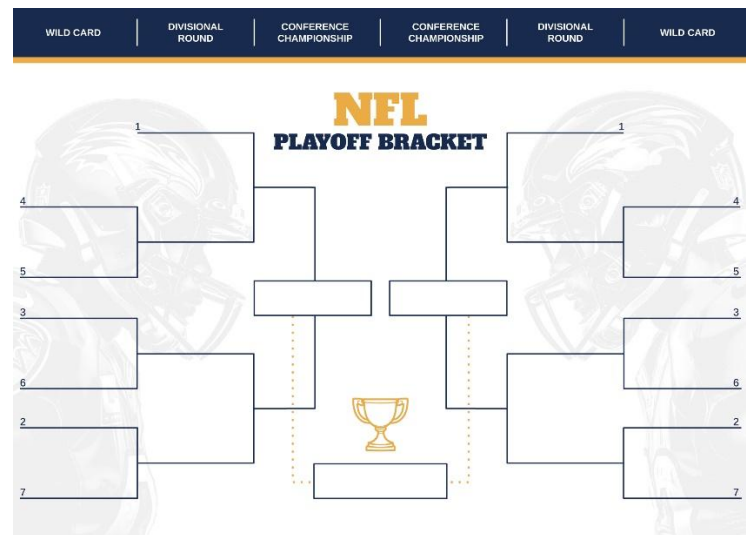 WILD CARD
DIVISIONAL
ROUND
CONFERENCE
CHAMPIONSHIP
CONFERENCE
CHAMPIONSHIP
DIVISIONAL
ROUND
WILD CARD
NFL
PLAYOFF BRACKET
1
4
5
3
6
2
7
1
4
5
3
6
2
7